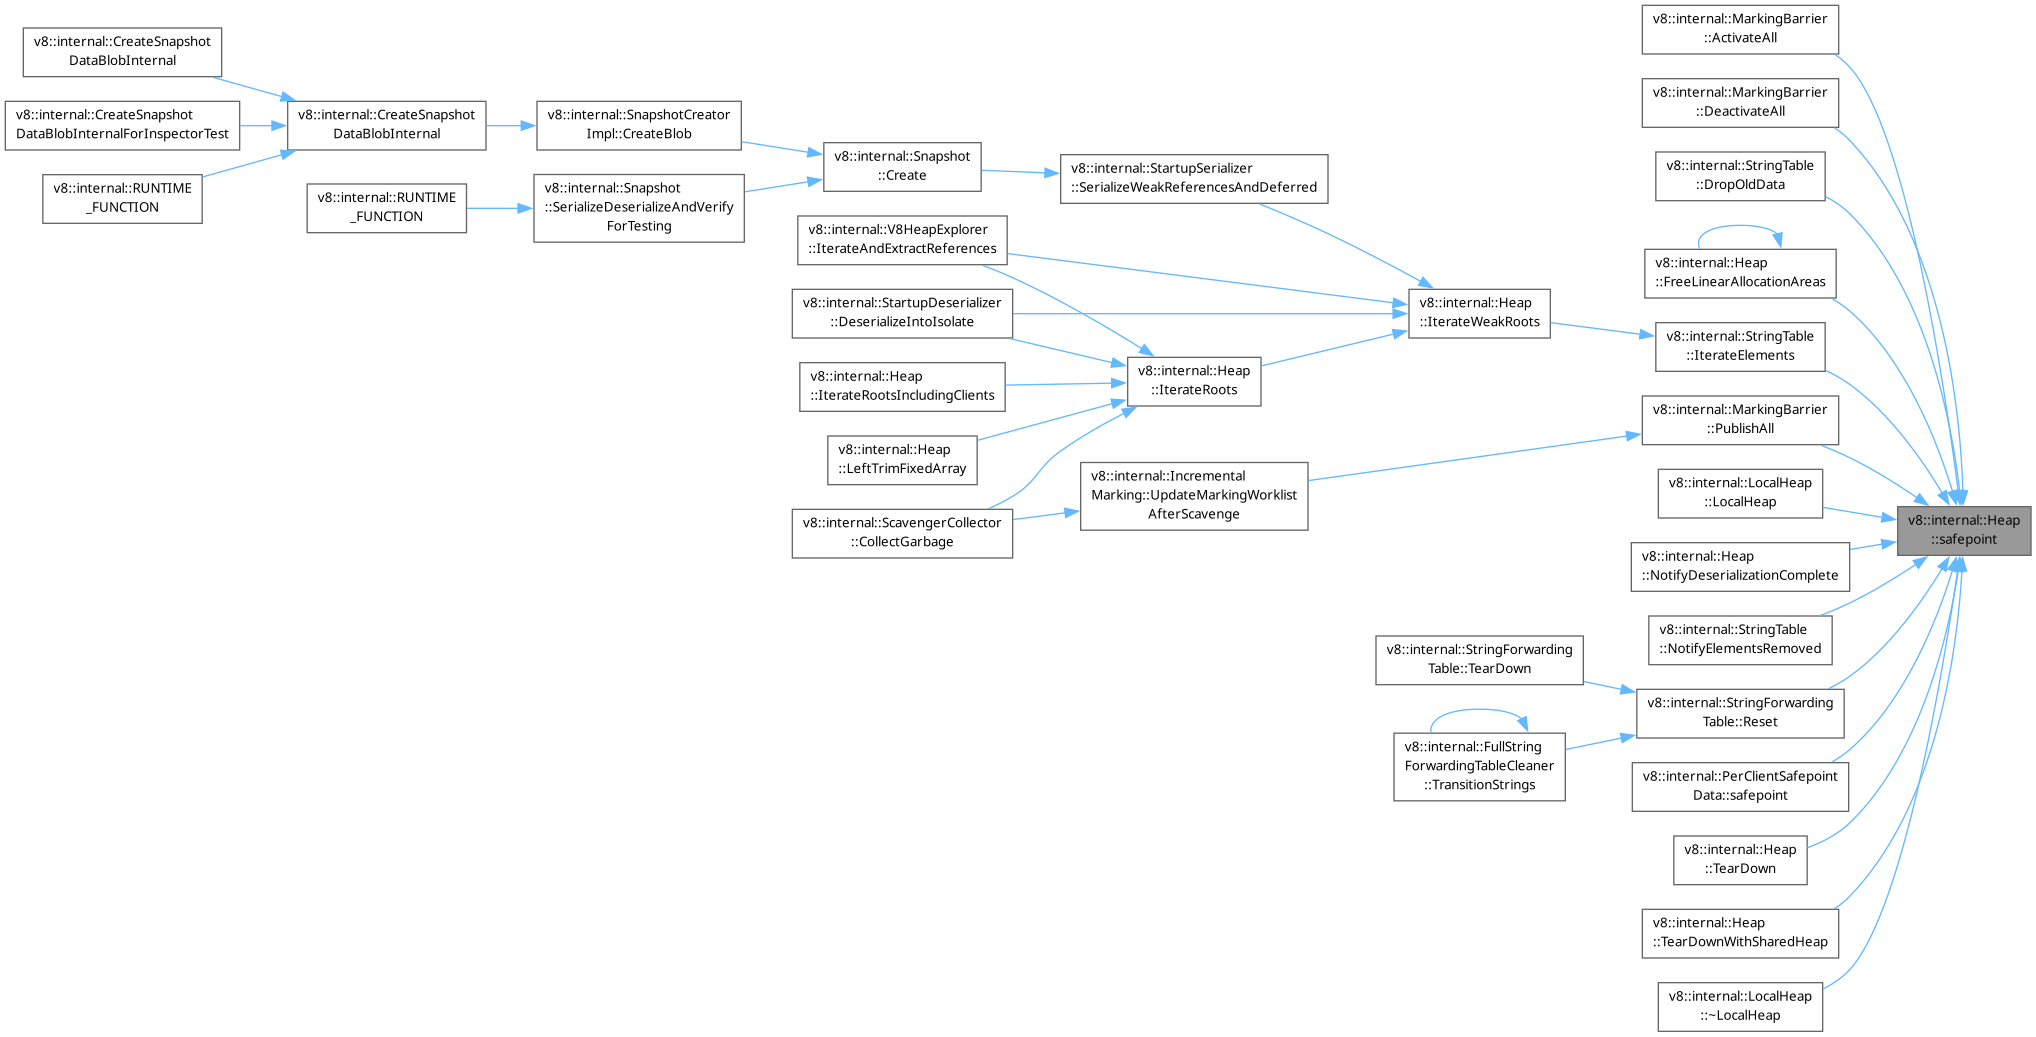 v8::internal::CreateSnapshot
DataBlobInternal
v8::internal::CreateSnapshot
DataBlobInternalForInspectorTest
v8::internal::RUNTIME
_FUNCTION
v8::internal::CreateSnapshot
DataBlobInternal
v8::internal::RUNTIME
_FUNCTION
v8::internal::SnapshotCreator
Impl::CreateBlob
v8::internal::Snapshot
::SerializeDeserializeAndVerify
ForTesting
v8::internal::Snapshot
::Create
v8::internal::V8HeapExplorer
::IterateAndExtractReferences
v8::internal::StartupDeserializer
::DeserializeIntoIsolate
v8::internal::Heap
::IterateRootsIncludingClients
v8::internal::Heap
::LeftTrimFixedArray
v8::internal::ScavengerCollector
::CollectGarbage
v8::internal::StartupSerializer
::SerializeWeakReferencesAndDeferred
v8::internal::Heap
::IterateRoots
v8::internal::Incremental
Marking::UpdateMarkingWorklist
AfterScavenge
v8::internal::Heap
::IterateWeakRoots
v8::internal::StringForwarding
Table::TearDown
v8::internal::FullString
ForwardingTableCleaner
::TransitionStrings
v8::internal::MarkingBarrier
::ActivateAll
v8::internal::MarkingBarrier
::DeactivateAll
v8::internal::StringTable
::DropOldData
v8::internal::Heap
::FreeLinearAllocationAreas
v8::internal::StringTable
::IterateElements
v8::internal::MarkingBarrier
::PublishAll
v8::internal::LocalHeap
::LocalHeap
v8::internal::Heap
::NotifyDeserializationComplete
v8::internal::StringTable
::NotifyElementsRemoved
v8::internal::StringForwarding
Table::Reset
v8::internal::PerClientSafepoint
Data::safepoint
v8::internal::Heap
::TearDown
v8::internal::Heap
::TearDownWithSharedHeap
v8::internal::LocalHeap
::~LocalHeap
v8::internal::Heap
::safepoint